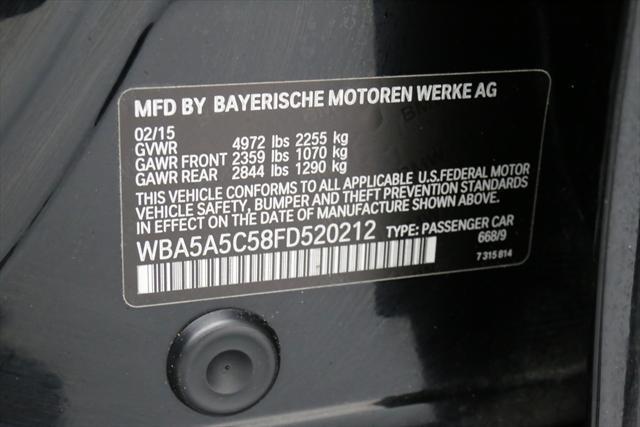 MFD BY BAYERISCHE MOTOREN WERKE AG
02/15
GVWR 4972 lbs 2255 kg
GAWR FRONT 2359 lbs 1070 kg
GAWR REAR 2844 lbs 1290 kg
THIS VEHICLE CONFORMS TO ALL APPLICABLE U.S.FEDERAL MOTOR
VEHICLE SAFETY, BUMPER AND THEFT PREVENTION STANDARDS
IN EFFECT ON THE DATE OF MANUFACTURE SHOWN ABOVE.
WBA5A5C58FD520212 TYPE: PASSENGER CAR
668/9
7 315 814